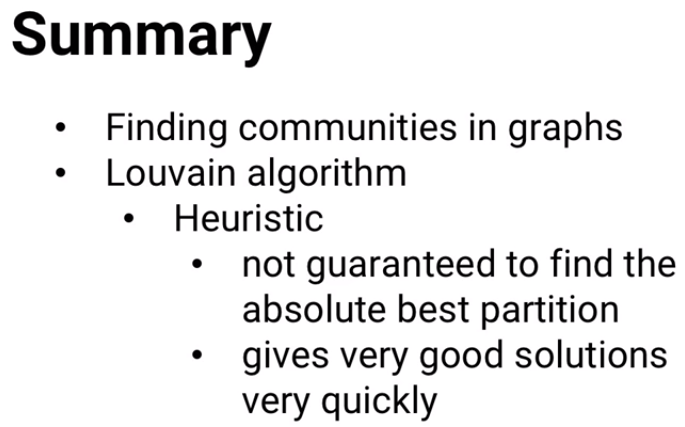 Summary
• Finding communities in graphs
• Louvain algorithm
• Heuristic
• not guaranteed to find the
absolute best partition
• gives very good solutions
very quickly